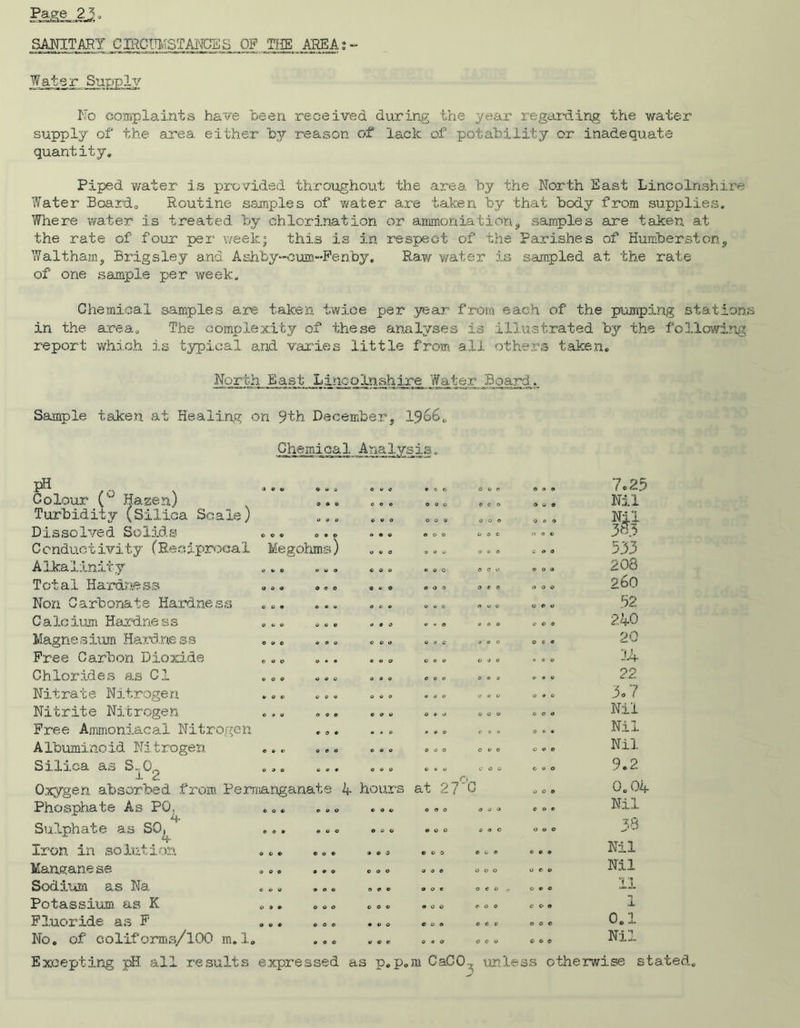 Page 23.
SANITARY CIRCUMSTANCES OF THE AREA:-
Water Supply
No complaints have been received during the year regarding the water
supply of the area either by reason of lack of potability or inadequate
quantity.
Piped water is provided throughout the area by the North East Lincolnshire
Water Board. Routine samples of water are taken by that body from supplies.
Where water is treated by chlorination or ammoniation, samples are taken at
the rate of four per week; this is in respect of the Parishes of Humberston,
Waltham, Brigsley and Ashby-cum-Fenby. Raw water is sampled at the rate
of one sample per week.
Chemical samples are taken twice per year from each of the pumping stations
in the area. The complexity of these analyses is illustrated by the following
report which is typical and varies little from all others taken.
North East Lincolnshire Water Board.
Sample taken at Healing on 9th December, 1966.
Chemical Analysis.
pH ... ... ... ... ... ... ... 7.25
Colour (° Hazen) ... ... ... ... ... Nil
Turbidity (Silica Scale) ... ... ... ... ... Nil
Dissolved Solids ... ... ... ... ... ... 383
Conductivity (Reciprocal Megohms) ... ... ... ... 533
Alkalinity ... ... ... ... ... ... 208
Total Hardness ... ... ... ... ... ... 260
Non Carbonate Hardness ... ... ... ... ... ... 52
Calcium Hardness ... ... ... ... ... ... 240
Magnesium Hardness ... ... ... ... ... ... 20
Free Carbon Dioxide ... ... ... ... ... ... 14
Chlorides as Cl ... ... ... ... ... ... 22
Nitrate Nitrogen ... ... ... ... ... ... 3.7
Nitrite Nitrogen ... ... ... ... ... ... Nil
Free Ammoniacal Nitrogen ... ... ... ... ... Nil
Albuminoid Nitrogen ... ... ... ... ... ... Nil
Silica as SiO2 ... ... ... ... ... ... 9.2
Oxygen absorbed from Permanganate 4 hours at 27°C ... 0.04
Phosphate As PO4 ... ... ... ... ... ... Nil
Sulphate as SO4 ... ... ... ... ... ... 38
Iron in solution ... ... ... ... ... ... Nil
Manganese ... ... ... ... ... ... Nil
Sodium as Na ... ... ... ... ... ... 11
Potassium as K ... ... ... ... ... ... 1
Fluoride as F ... ... ... ... ... ... 0.1
No. of coliforms/100 m.l. ... ... ... ... ... Nil
Excepting pH all results expressed as p.p.m CaCO3 unless otherwise stated.